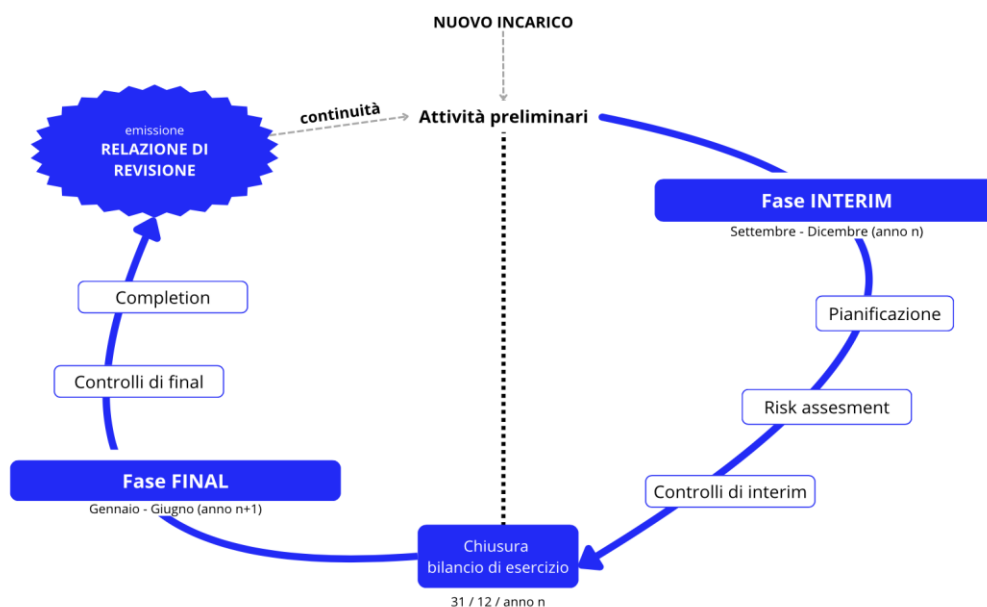 NUOVO INCARICO
continuità
Attività preliminari
emissione
RELAZIONE DI
REVISIONE
Fase INTERIM
Settembre - Dicembre (anno n)
Pianificazione
Risk assesment
Controlli di interim
Chiusura
bilancio di esercizio
31 / 12 / anno n
Fase FINAL
Gennaio - Giugno (anno n+1)
Controlli di final
Completion